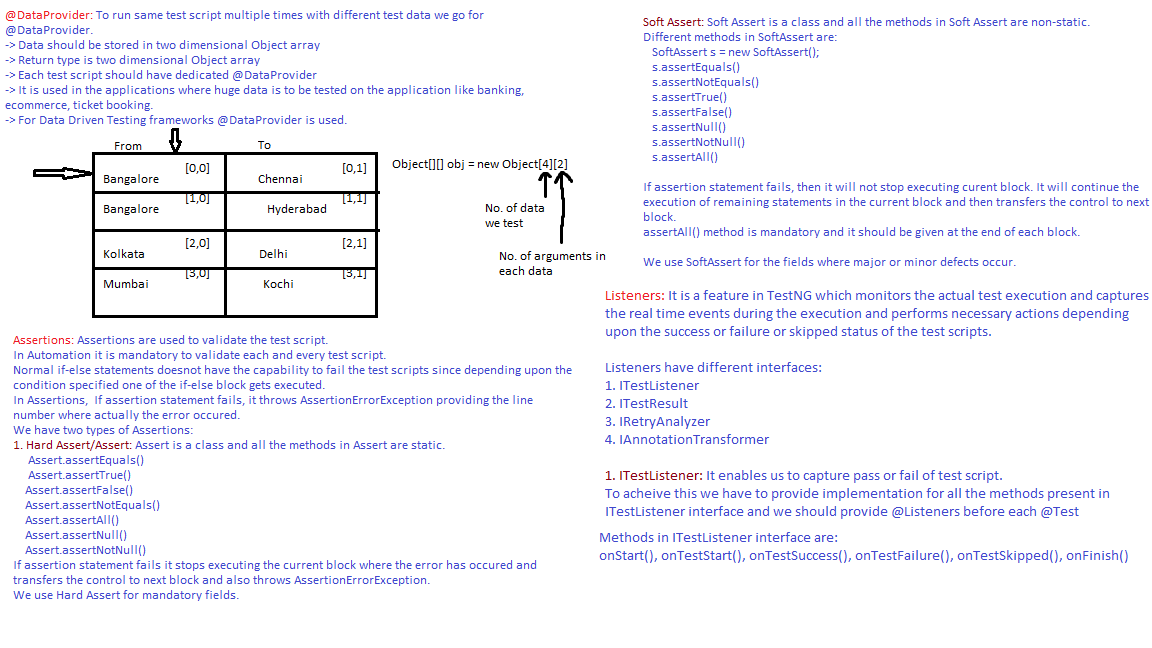 @DataProvider: To run same test script multiple times with different test data we go for
@DataProvider.
-> Data should be stored in two dimensional Object array
-> Return type is two dimensional Object array
-> Each test script should have dedicated @DataProvider
-> It is used in the applications where huge data is to be tested on the application like banking,
ecommerce, ticket booking.
-> For Data Driven Testing frameworks @DataProvider is used.
From To
Bangalore [0,0] Chennai [0,1]
Bangalore [1,0] Hyderabad [1,1]
Kolkata [2,0] Delhi [2,1]
Mumbai [3,0] Kochi [3,1]
Object[][] obj = new Object[4][2]
No. of data
we test
No. of arguments in
each data
Assertions: Assertions are used to validate the test script.
In Automation it is mandatory to validate each and every test script.
Normal if-else statements doesnot have the capability to fail the test scripts since depending upon the
condition specified one of the if-else block gets executed.
In Assertions, If assertion statement fails, it throws AssertionErrorException providing the line
number where actually the error occured.
We have two types of Assertions:
1. Hard Assert/Assert: Assert is a class and all the methods in Assert are static.
Assert.assertEquals()
Assert.assertTrue()
Assert.assertFalse()
Assert.assertNotEquals()
Assert.assertAll()
Assert.assertNull()
Assert.assertNotNull()
If assertion statement fails it stops executing the current block where the error has occured and
transfers the control to next block and also throws AssertionErrorException.
We use Hard Assert for mandatory fields.
Soft Assert: Soft Assert is a class and all the methods in Soft Assert are non-static.
Different methods in SoftAssert are:
SoftAssert s = new SoftAssert();
s.assertEquals()
s.assertNotEquals()
s.assertTrue()
s.assertFalse()
s.assertNull()
s.assertNotNull()
s.assertAll()
If assertion statement fails, then it will not stop executing curent block. It will continue the
execution of remaining statements in the current block and then transfers the control to next
block.
assertAll() method is mandatory and it should be given at the end of each block.
We use SoftAssert for the fields where major or minor defects occur.
Listeners: It is a feature in TestNG which monitors the actual test execution and captures
the real time events during the execution and performs necessary actions depending
upon the success or failure or skipped status of the test scripts.
Listeners have different interfaces:
1. ITestListener
2. ITestResult
3. IRetryAnalyzer
4. IAnnotationTransformer
1. ITestListener: It enables us to capture pass or fail of test script.
To acheive this we have to provide implementation for all the methods present in
ITestListener interface and we should provide @Listeners before each @Test
Methods in ITestListener interface are:
onStart(), onTestStart(), onTestSuccess(), onTestFailure(), onTestSkipped(), onFinish()